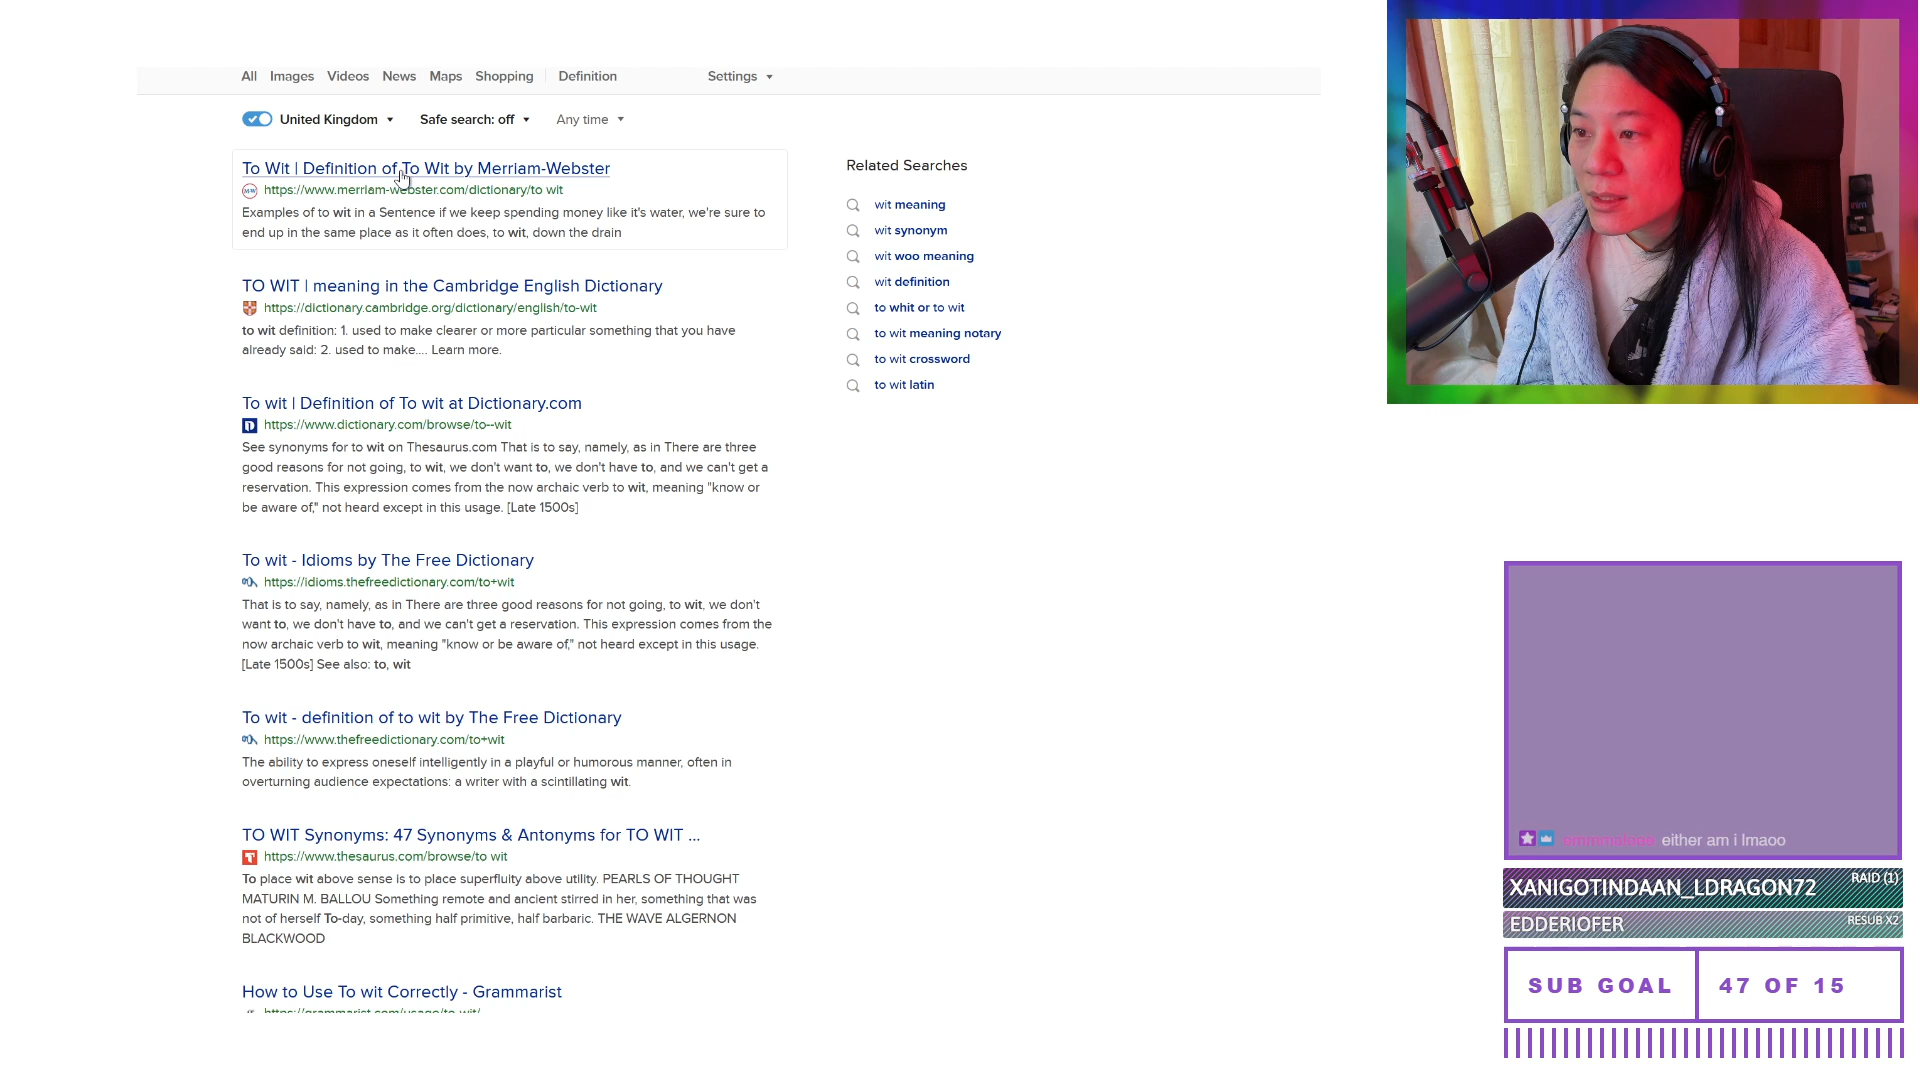 All Images Videos News Maps Shopping Definition Settings
United Kingdom Safe search: off Any time
To Wit | Definition of To Wit by Merriam-Webster
https://www.merriam-webster.com/dictionary/to wit
Examples of to wit in a Sentence if we keep spending money like it's water, we're sure to
end up in the same place as it often does, to wit, down the drain
TO WIT | meaning in the Cambridge English Dictionary
https://dictionary.cambridge.org/dictionary/english/to-wit
to wit definition: 1. used to make clearer or more particular something that you have
already said: 2. used to make.... Learn more.
To wit | Definition of To wit at Dictionary.com
https://www.dictionary.com/browse/to--wit
See synonyms for to wit on Thesaurus.com That is to say, namely, as in There are three
good reasons for not going, to wit, we don't want to, we don't have to, and we can't get a
reservation. This expression comes from the now archaic verb to wit, meaning "know or
be aware of," not heard except in this usage. [Late 1500s]
To wit - Idioms by The Free Dictionary
https://idioms.thefreedictionary.com/to+wit
That is to say, namely, as in There are three good reasons for not going, to wit, we don't
want to, we don't have to, and we can't get a reservation. This expression comes from the
now archaic verb to wit, meaning "know or be aware of," not heard except in this usage.
[Late 1500s] See also: to, wit
To wit - definition of to wit by The Free Dictionary
https://www.thefreedictionary.com/to+wit
The ability to express oneself intelligently in a playful or humorous manner, often in
overturning audience expectations: a writer with a scintillating wit.
TO WIT Synonyms: 47 Synonyms & Antonyms for TO WIT ...
https://www.thesaurus.com/browse/to wit
To place wit above sense is to place superfluity above utility. PEARLS OF THOUGHT
MATURIN M. BALLOU Something remote and ancient stirred in her, something that was
not of herself To-day, something half primitive, half barbaric. THE WAVE ALGERNON
BLACKWOOD
How to Use To wit Correctly - Grammarist
https://grammarist.com/usage/to-wit/
Related Searches
wit meaning
wit synonym
wit woo meaning
wit definition
to whit or to wit
to wit meaning notary
to wit crossword
to wit latin
either am i lmaoo
XANIGOTINDAAN_LDRAGON72 RAID (1)
EDDERIOFER RESUB X2
SUB GOAL 47 OF 15